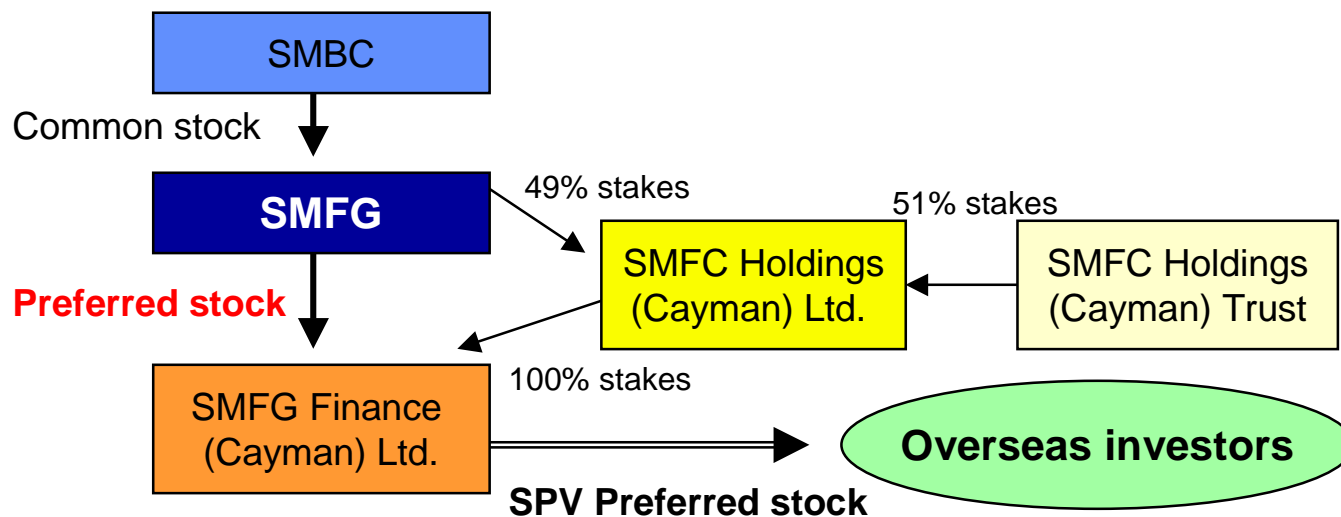 SMBC
Common stock
SMFG
49% stakes
51% stakes
SMFC Holdings
(Cayman) Ltd.
SMFC Holdings
(Cayman) Trust
Preferred stock
100% stakes
SMFG Finance
(Cayman) Ltd.
Overseas investors
SPV Preferred stock